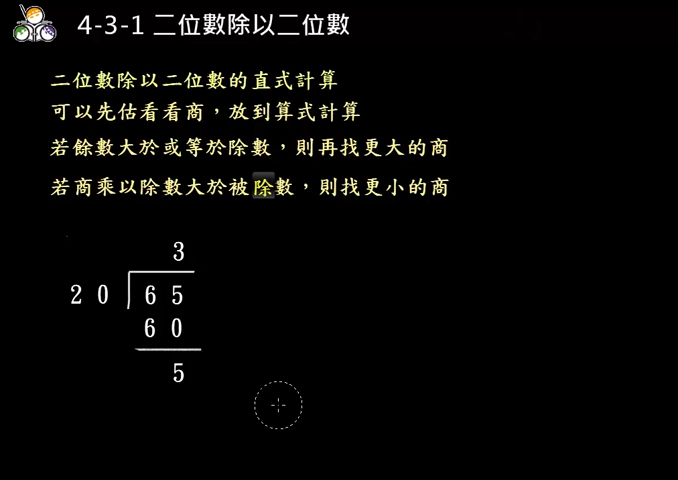 4-3-1 二位數除以二位數
二位數除以二位數的直式計算
可以先估看看商，放到算式計算
若餘數大於或等於除數，則再找更大的商
若商乘以除數大於被除數，則找更小的商
3
20 65
60
5